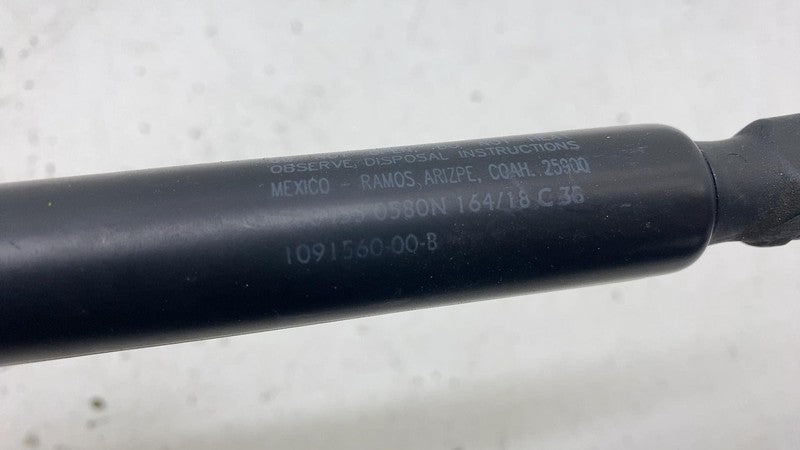 OBSERVE, DISPOSAL INSTRUCTIONS
MEXICO - RAMOS ARIZPE, COAH. 25900
0580N 164/18 C 36
1091560-00-B